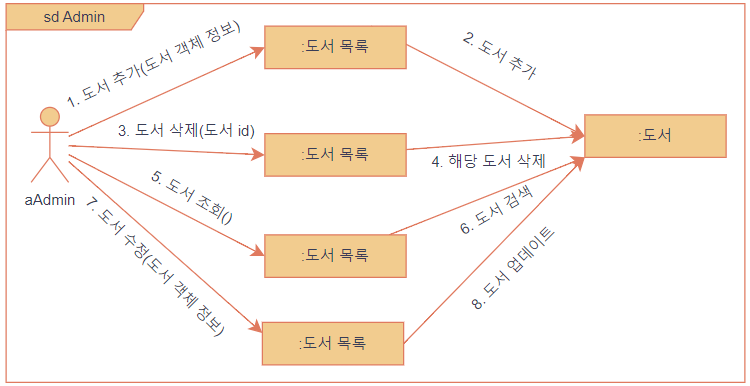 sd Admin
:도서 목록
1. 도서 추가(도서 객체 정보)
2. 도서 추가
3. 도서 삭제(도서 id)
:도서 목록
4. 해당 도서 삭제
:도서
aAdmin
5. 도서 조회()
:도서 목록
6. 도서 검색
7. 도서 수정(도서 객체 정보)
:도서 목록
8. 도서 업데이트